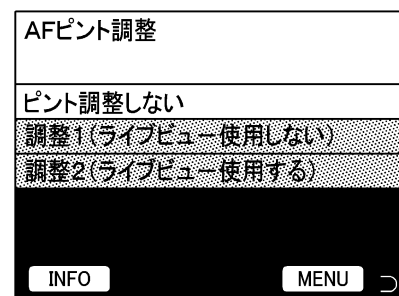 AFピント調整
ピント調整しない
調整1(ライブビュー使用しない)
調整2(ライブビュー使用する)
INFO MENU